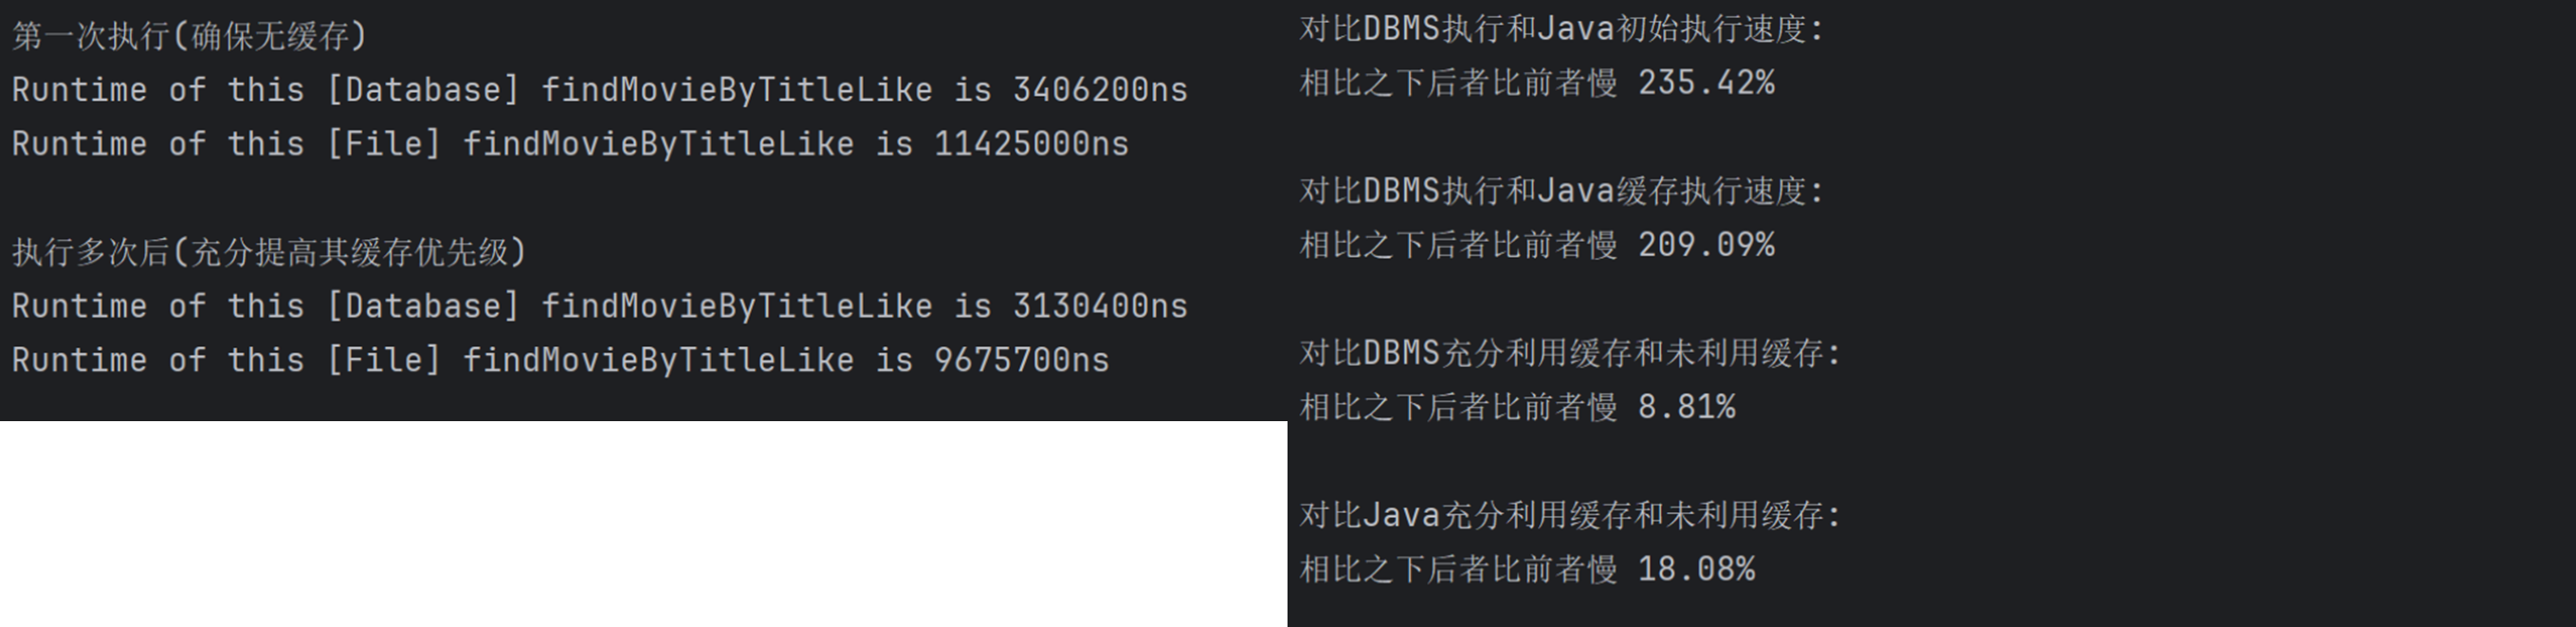 第一次执行(确保无缓存)
Runtime of this [Database] findMovieByTitleLike is 3406200ns
Runtime of this [File] findMovieByTitleLike is 11425000ns
执行多次后(充分提高其缓存优先级)
Runtime of this [Database] findMovieByTitleLike is 3130400ns
Runtime of this [File] findMovieByTitleLike is 9675700ns
对比DBMS执行和Java初始执行速度:
相比之下后者比前者慢 235.42%
对比DBMS执行和Java缓存执行速度:
相比之下后者比前者慢 209.09%
对比DBMS充分利用缓存和未利用缓存:
相比之下后者比前者慢 8.81%
对比Java充分利用缓存和未利用缓存:
相比之下后者比前者慢 18.08%